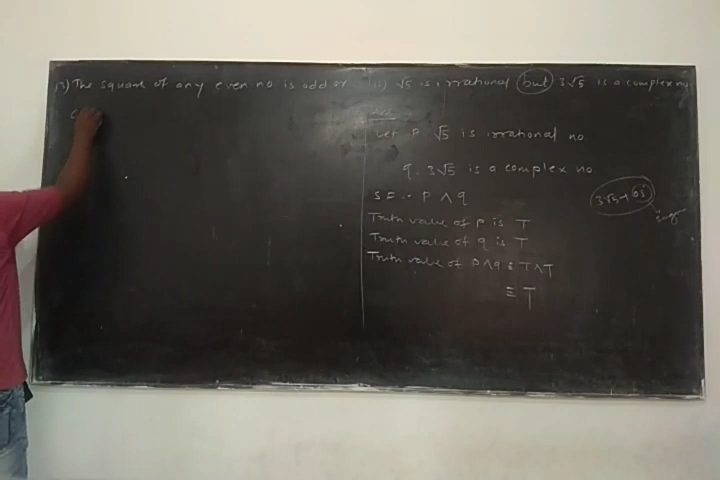 The square of any even no is odd or
c
ii) √5 is irrational but 3√5 is a complex no
Let P √5 is irrational no
q - 3√5 is a complex no.
S.F. :- P ∧ q
Truth value of P is T
Truth value of q is T
Truth value of P ∧ q is T ∧ T
≡ T
3√5 + 0i